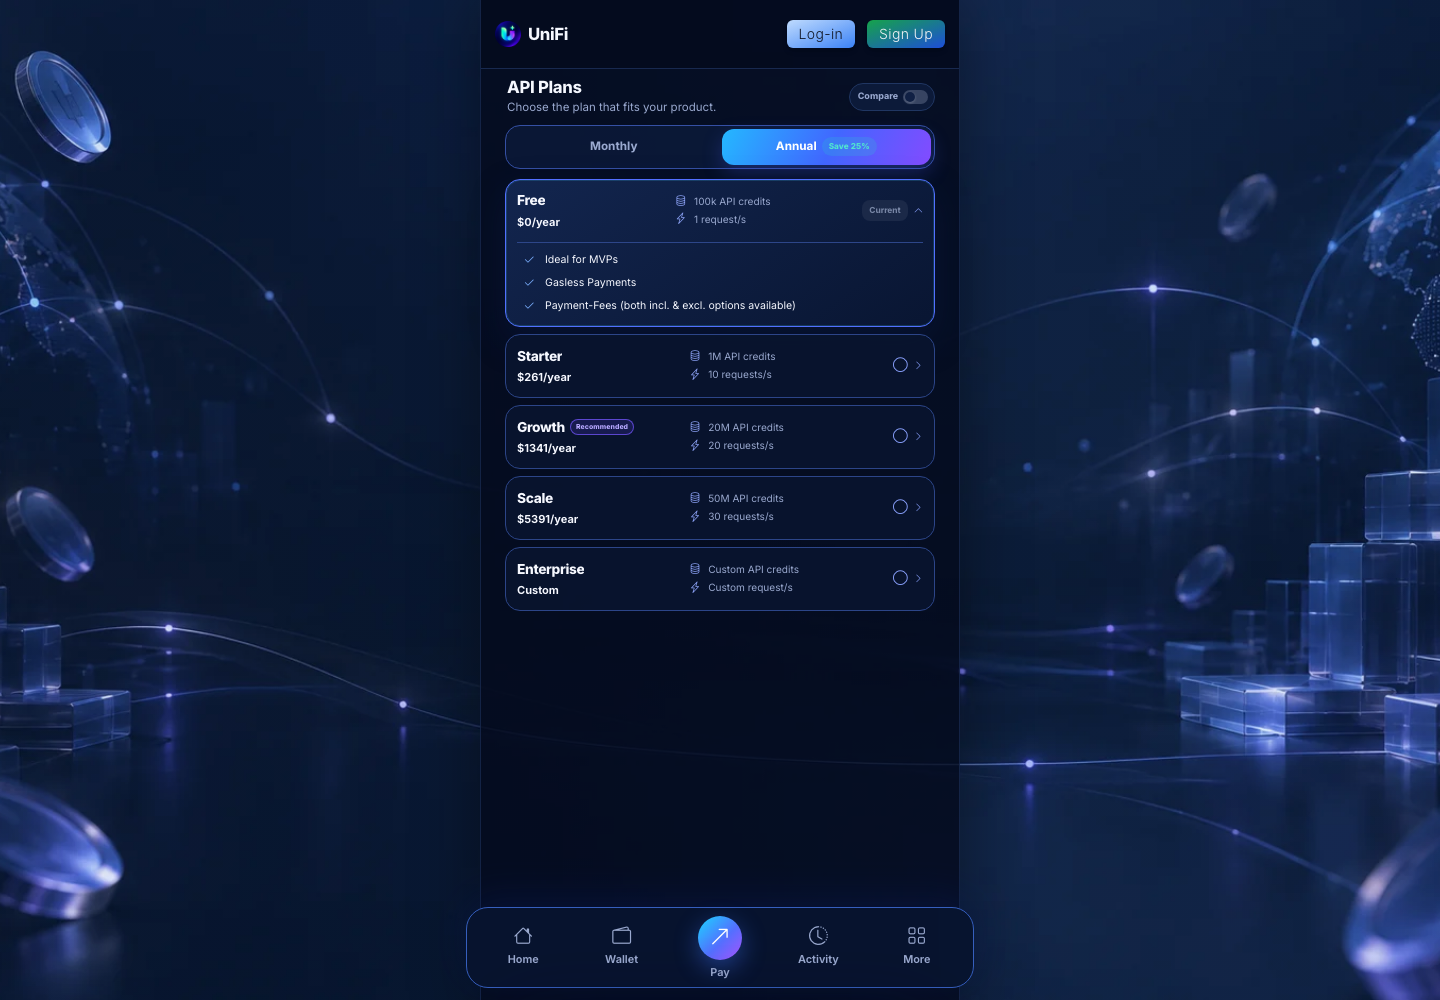 UniFi
Log-in
Sign Up
API Plans
Choose the plan that fits your product.
Compare
Monthly
Annual Save 25%
Free
$0/year
100k API credits
1 request/s
Current
Ideal for MVPs
Gasless Payments
Payment-Fees (both incl. & excl. options available)
Starter
$261/year
1M API credits
10 requests/s
Growth Recommended
$1341/year
20M API credits
20 requests/s
Scale
$5391/year
50M API credits
30 requests/s
Enterprise
Custom
Custom API credits
Custom request/s
Home
Wallet
Pay
Activity
More